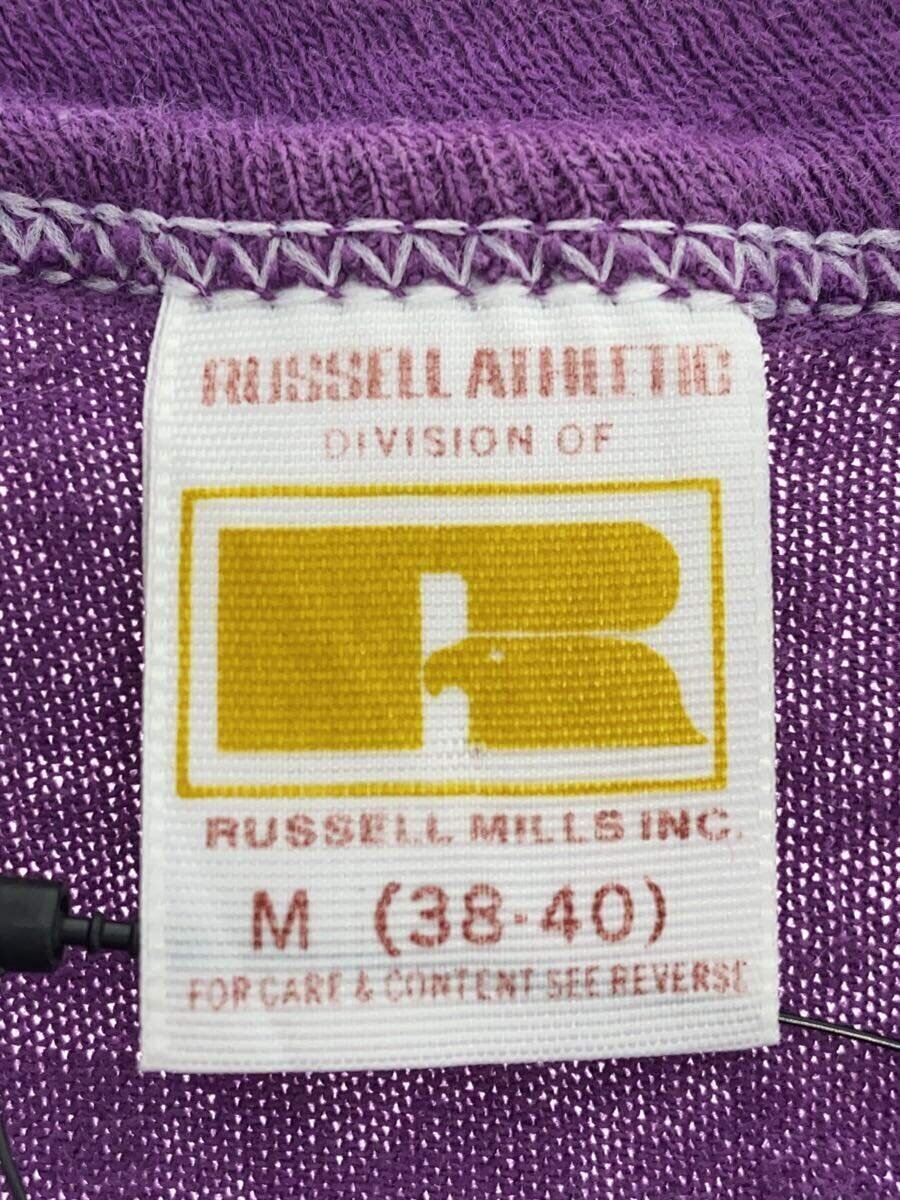 RUSSELL ATHLETIC
DIVISION OF
R
RUSSELL MILLS INC.
M (38-40)
FOR CARE & CONTENT SEE REVERSE